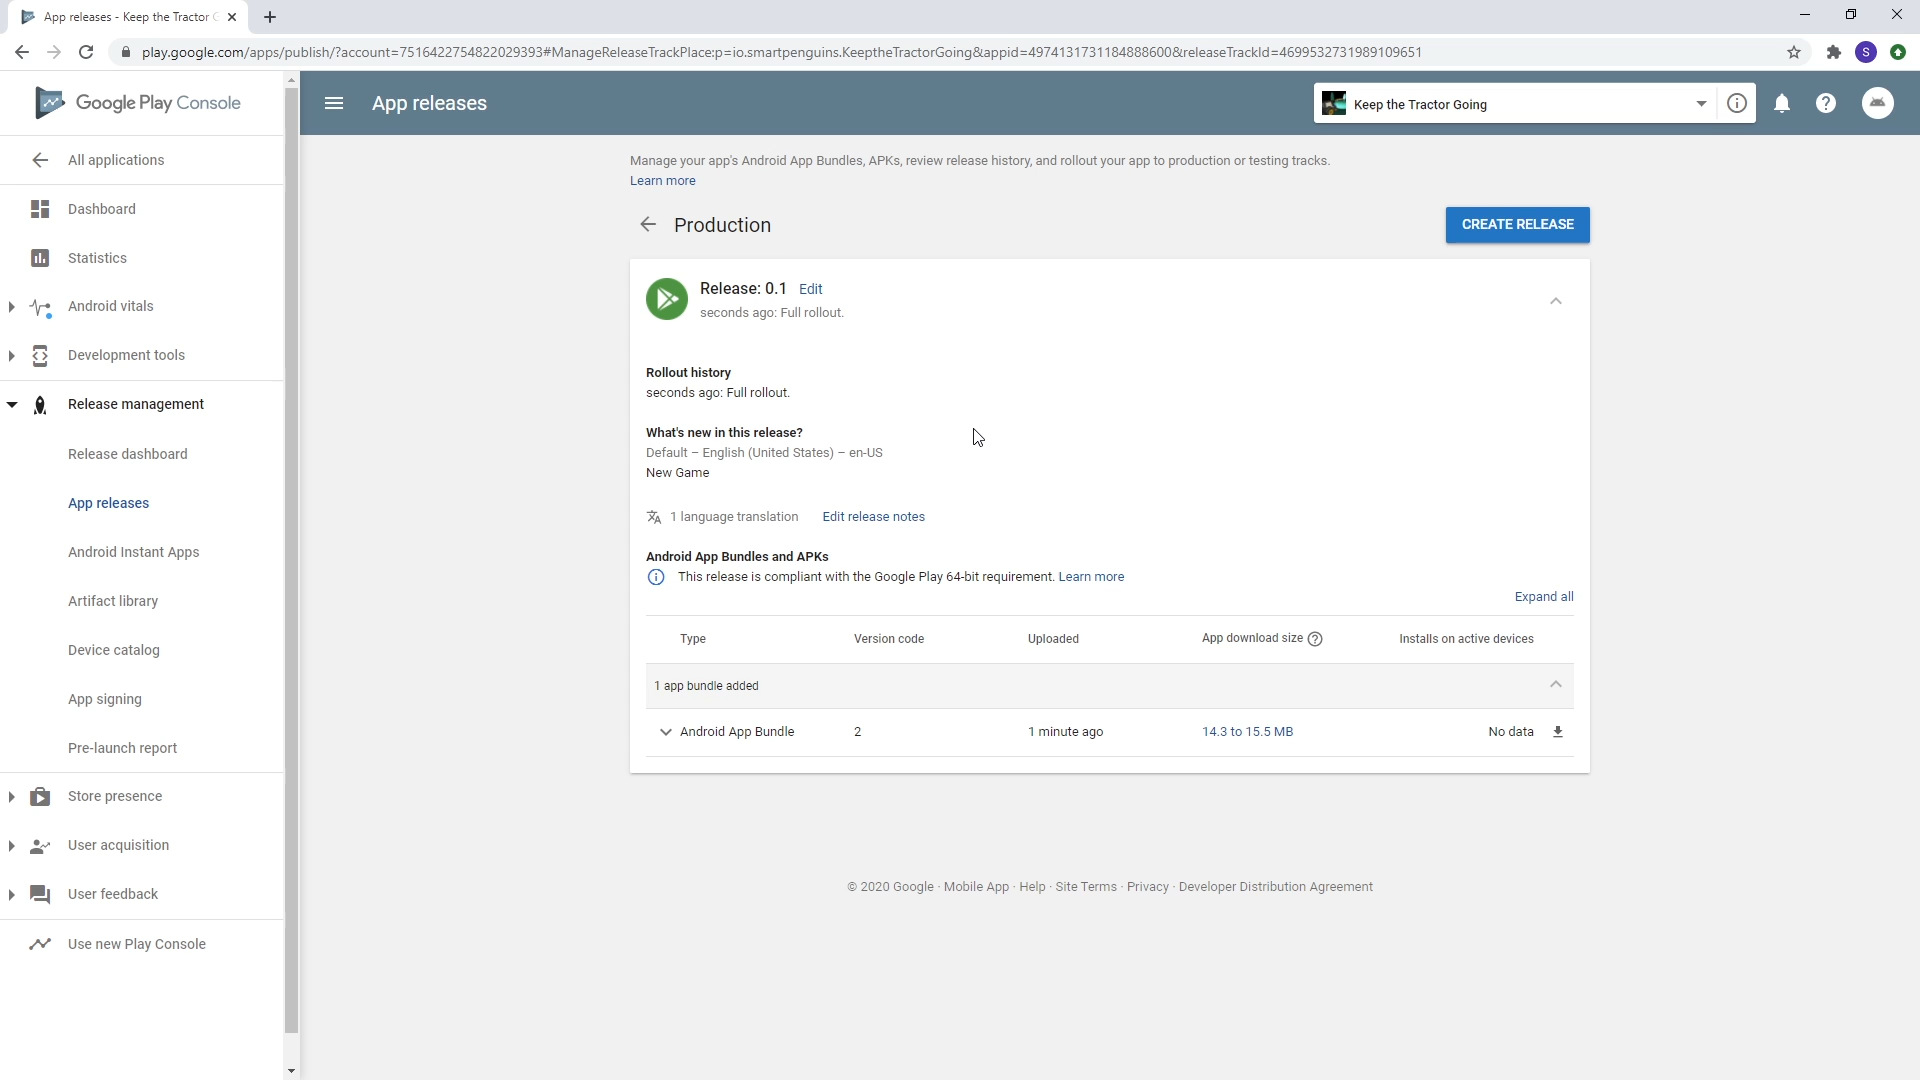 App releases - Keep the Tractor G
play.google.com/apps/publish/?account=7516422754822029393#ManageReleaseTrackPlace:p=io.smartpenguins.KeeptheTractorGoing&appid=4974131731184888600&releaseTrackId=4699532731989109651
S
Google Play Console
App releases
Keep the Tractor Going
All applications
Dashboard
Statistics
Android vitals
Development tools
Release management
Release dashboard
App releases
Android Instant Apps
Artifact library
Device catalog
App signing
Pre-launch report
Store presence
User acquisition
User feedback
Use new Play Console
Manage your app's Android App Bundles, APKs, review release history, and rollout your app to production or testing tracks.
Learn more
Production
CREATE RELEASE
Release: 0.1 Edit
seconds ago: Full rollout.
Rollout history
seconds ago: Full rollout.
What's new in this release?
Default – English (United States) – en-US
New Game
1 language translation Edit release notes
Android App Bundles and APKs
This release is compliant with the Google Play 64-bit requirement. Learn more
Expand all
Type Version code Uploaded App download size Installs on active devices
1 app bundle added
Android App Bundle 2 1 minute ago 14.3 to 15.5 MB No data
© 2020 Google · Mobile App · Help · Site Terms · Privacy · Developer Distribution Agreement